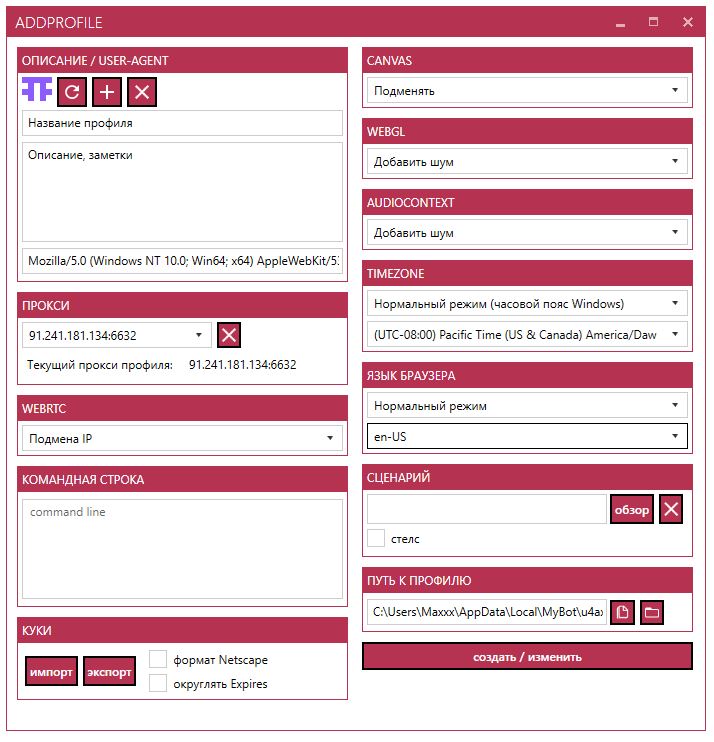 ADDPROFILE
ОПИСАНИЕ / USER-AGENT
Название профиля
Описание, заметки
Mozilla/5.0 (Windows NT 10.0; Win64; x64) AppleWebKit/53
ПРОКСИ
91.241.181.134:6632
Текущий прокси профиля: 91.241.181.134:6632
WEBRTC
Подмена IP
КОМАНДНАЯ СТРОКА
command line
КУКИ
импорт экспорт
формат Netscape
округлять Expires
CANVAS
Подменять
WEBGL
Добавить шум
AUDIOCONTEXT
Добавить шум
TIMEZONE
Нормальный режим (часовой пояс Windows)
(UTC-08:00) Pacific Time (US & Canada) America/Daw
ЯЗЫК БРАУЗЕРА
Нормальный режим
en-US
СЦЕНАРИЙ
обзор
стелс
ПУТЬ К ПРОФИЛЮ
C:\Users\Maxxx\AppData\Local\MyBot\u4ax
создать / изменить